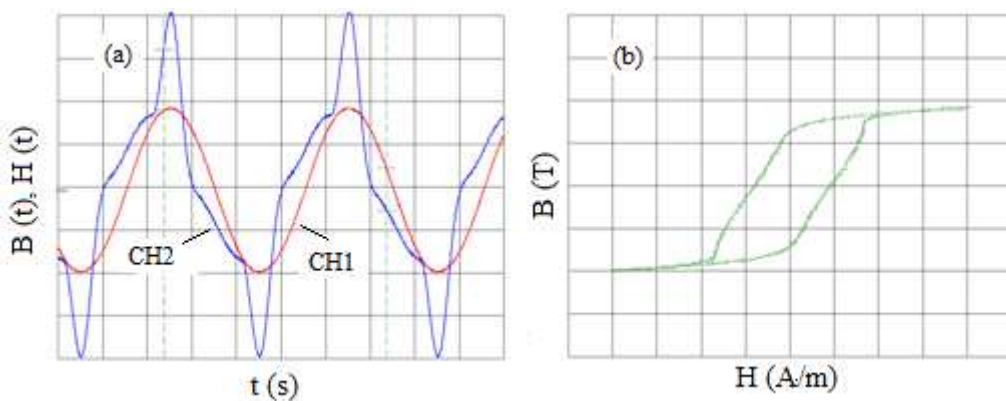 (a)
B (t), H (t)
CH2
CH1
t (s)
(b)
B (T)
H (A/m)